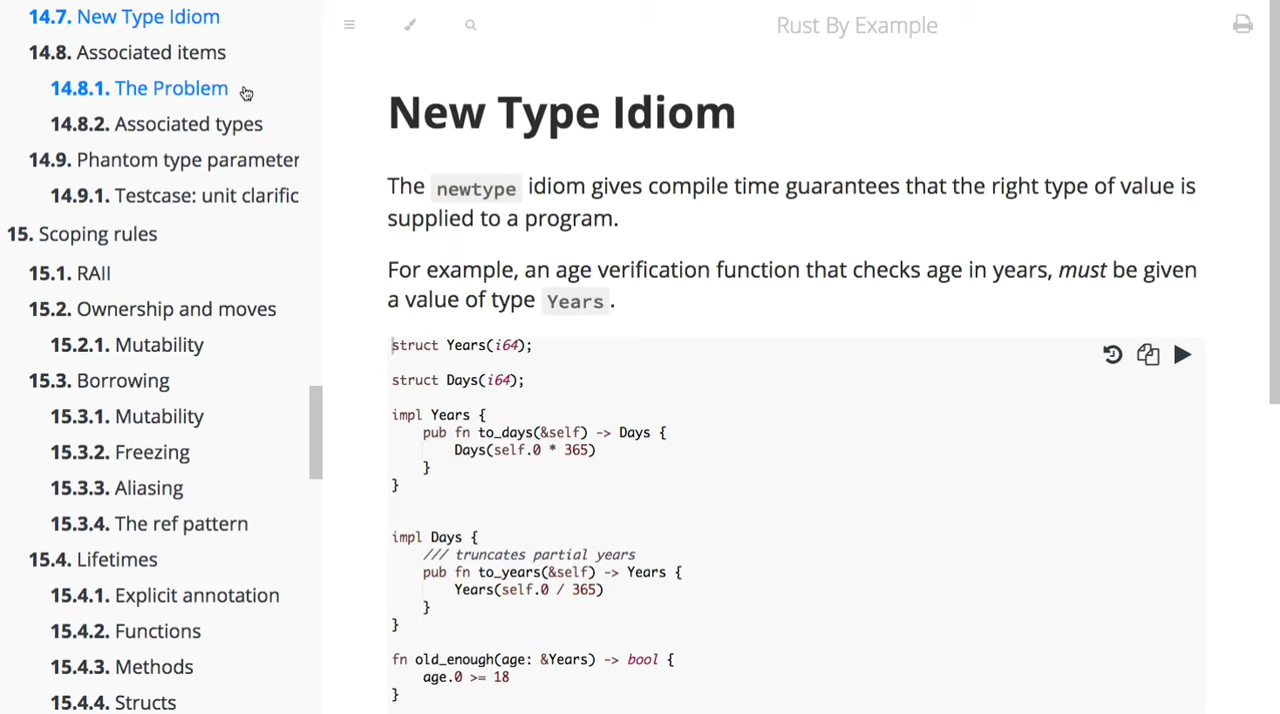 14.7. New Type Idiom
14.8. Associated items
14.8.1. The Problem
14.8.2. Associated types
14.9. Phantom type parameter
14.9.1. Testcase: unit clarific
15. Scoping rules
15.1. RAII
15.2. Ownership and moves
15.2.1. Mutability
15.3. Borrowing
15.3.1. Mutability
15.3.2. Freezing
15.3.3. Aliasing
15.3.4. The ref pattern
15.4. Lifetimes
15.4.1. Explicit annotation
15.4.2. Functions
15.4.3. Methods
15.4.4. Structs
Rust By Example
New Type Idiom
The newtype idiom gives compile time guarantees that the right type of value is
supplied to a program.
For example, an age verification function that checks age in years, must be given
a value of type Years.
struct Years(i64);
struct Days(i64);
impl Years {
pub fn to_days(&self) -> Days {
Days(self.0 * 365)
}
}
impl Days {
/// truncates partial years
pub fn to_years(&self) -> Years {
Years(self.0 / 365)
}
}
fn old_enough(age: &Years) -> bool {
age.0 >= 18
}